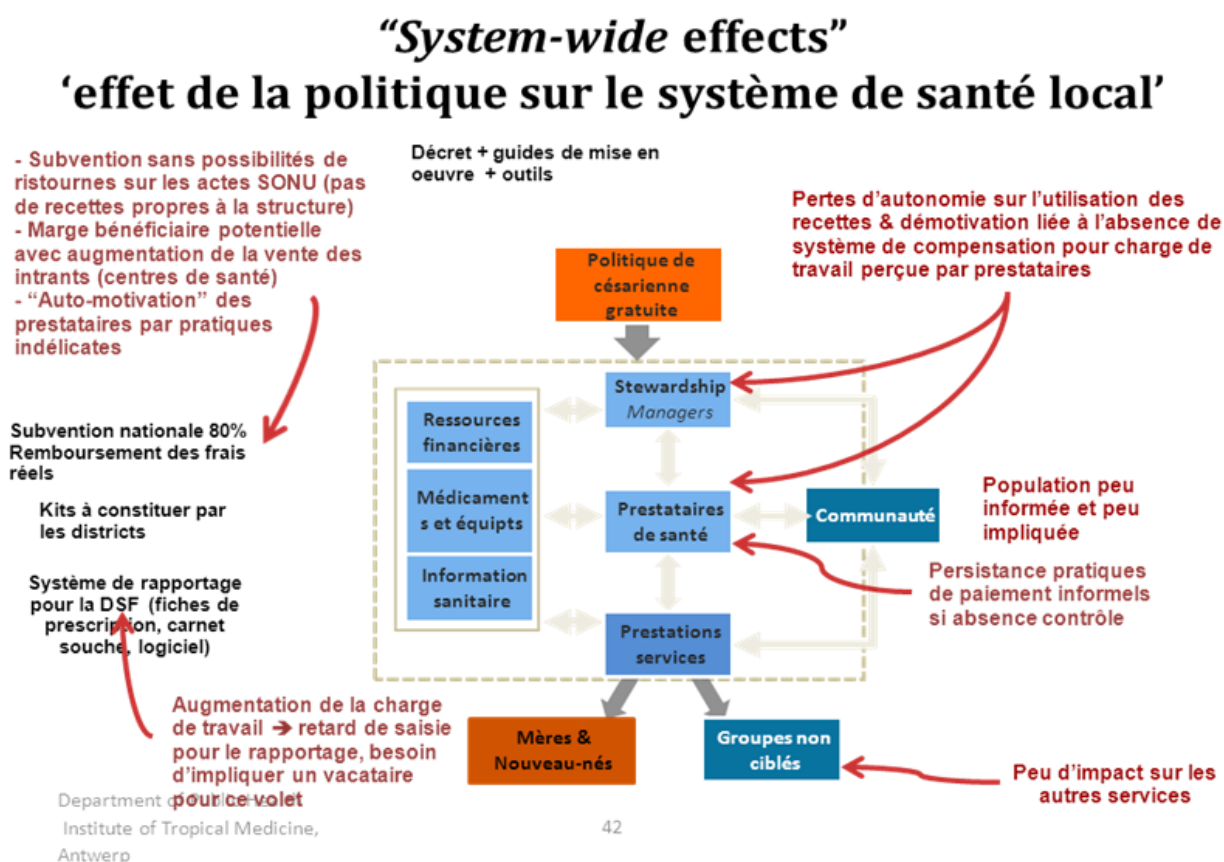 “System-wide effects”
‘effet de la politique sur le système de santé local’
- Subvention sans possibilités de
ristournes sur les actes SONU (pas
de recettes propres à la structure)
- Marge bénéficiaire potentielle
avec augmentation de la vente des
intrants (centres de santé)
- “Auto-motivation” des
prestataires par pratiques
indélicates
Décret + guides de mise en
oeuvre + outils
Pertes d’autonomie sur l’utilisation des
recettes & démotivation liée à l’absence de
système de compensation pour charge de
travail perçue par prestataires
Politique de
césarienne
gratuite
Stewardship
Managers
Ressources
financières
Médicament
s et équipts
Information
sanitaire
Prestataires
de santé
Communauté
Prestations
services
Subvention nationale 80%
Remboursement des frais
réels
Kits à constituer par
les districts
Système de rapportage
pour la DSF (fiches de
prescription, carnet
souche, logiciel)
Population peu
informée et peu
impliquée
Persistance pratiques
de paiement informels
si absence contrôle
Augmentation de la charge
de travail ➔ retard de saisie
pour le rapportage, besoin
d’impliquer un vacataire
pour ce volet
Mères &
Nouveau-nés
Groupes non
ciblés
Peu d’impact sur les
autres services
Department of Public Health
Institute of Tropical Medicine,
Antwerp
42